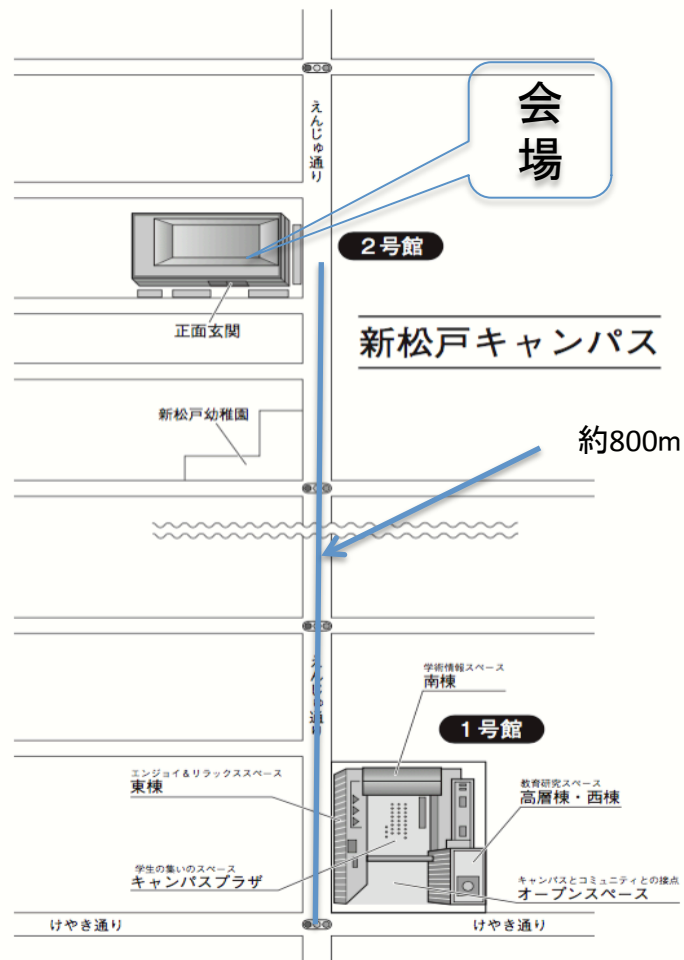 えんじゅ通り
会
場
2号館
正面玄関
新松戸キャンパス
新松戸幼稚園
約800m
えんじゅ通り
学術情報スペース
南棟
1号館
エンジョイ&リラックススペース
東棟
教育研究スペース
高層棟・西棟
学生の集いのスペース
キャンパスプラザ
キャンパスとコミュニティとの接点
オープンスペース
けやき通り
けやき通り